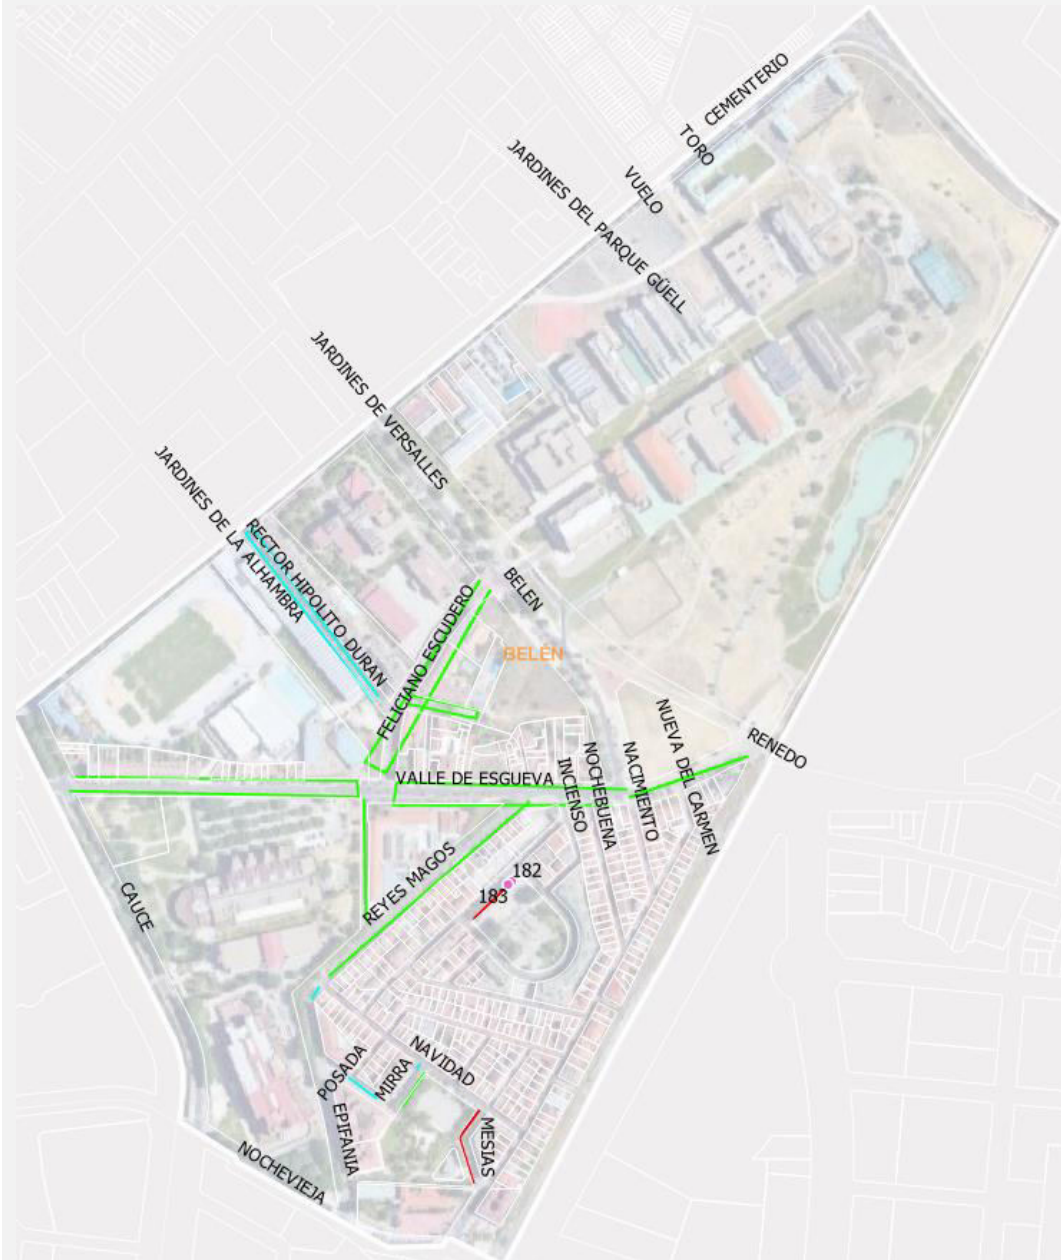 CEMENTERIO
TORO
VUELO
JARDINES DEL PARQUE GÜELL
JARDINES DE VERSALLES
JARDINES DE LA ALHAMBRA
RECTOR HIPOLITO DURAN
FELICIANO ESCUDERO
BELEN
BELÉN
NUEVA DEL CARMEN
RENEDO
NACIMIENTO
NOCHEBUENA
INCIENSO
VALLE DE ESGUEVA
REYES MAGOS
182
183
CAUCE
NAVIDAD
POSADA
MIRRA
EPIFANIA
MESIAS
NOCHEVIEJA